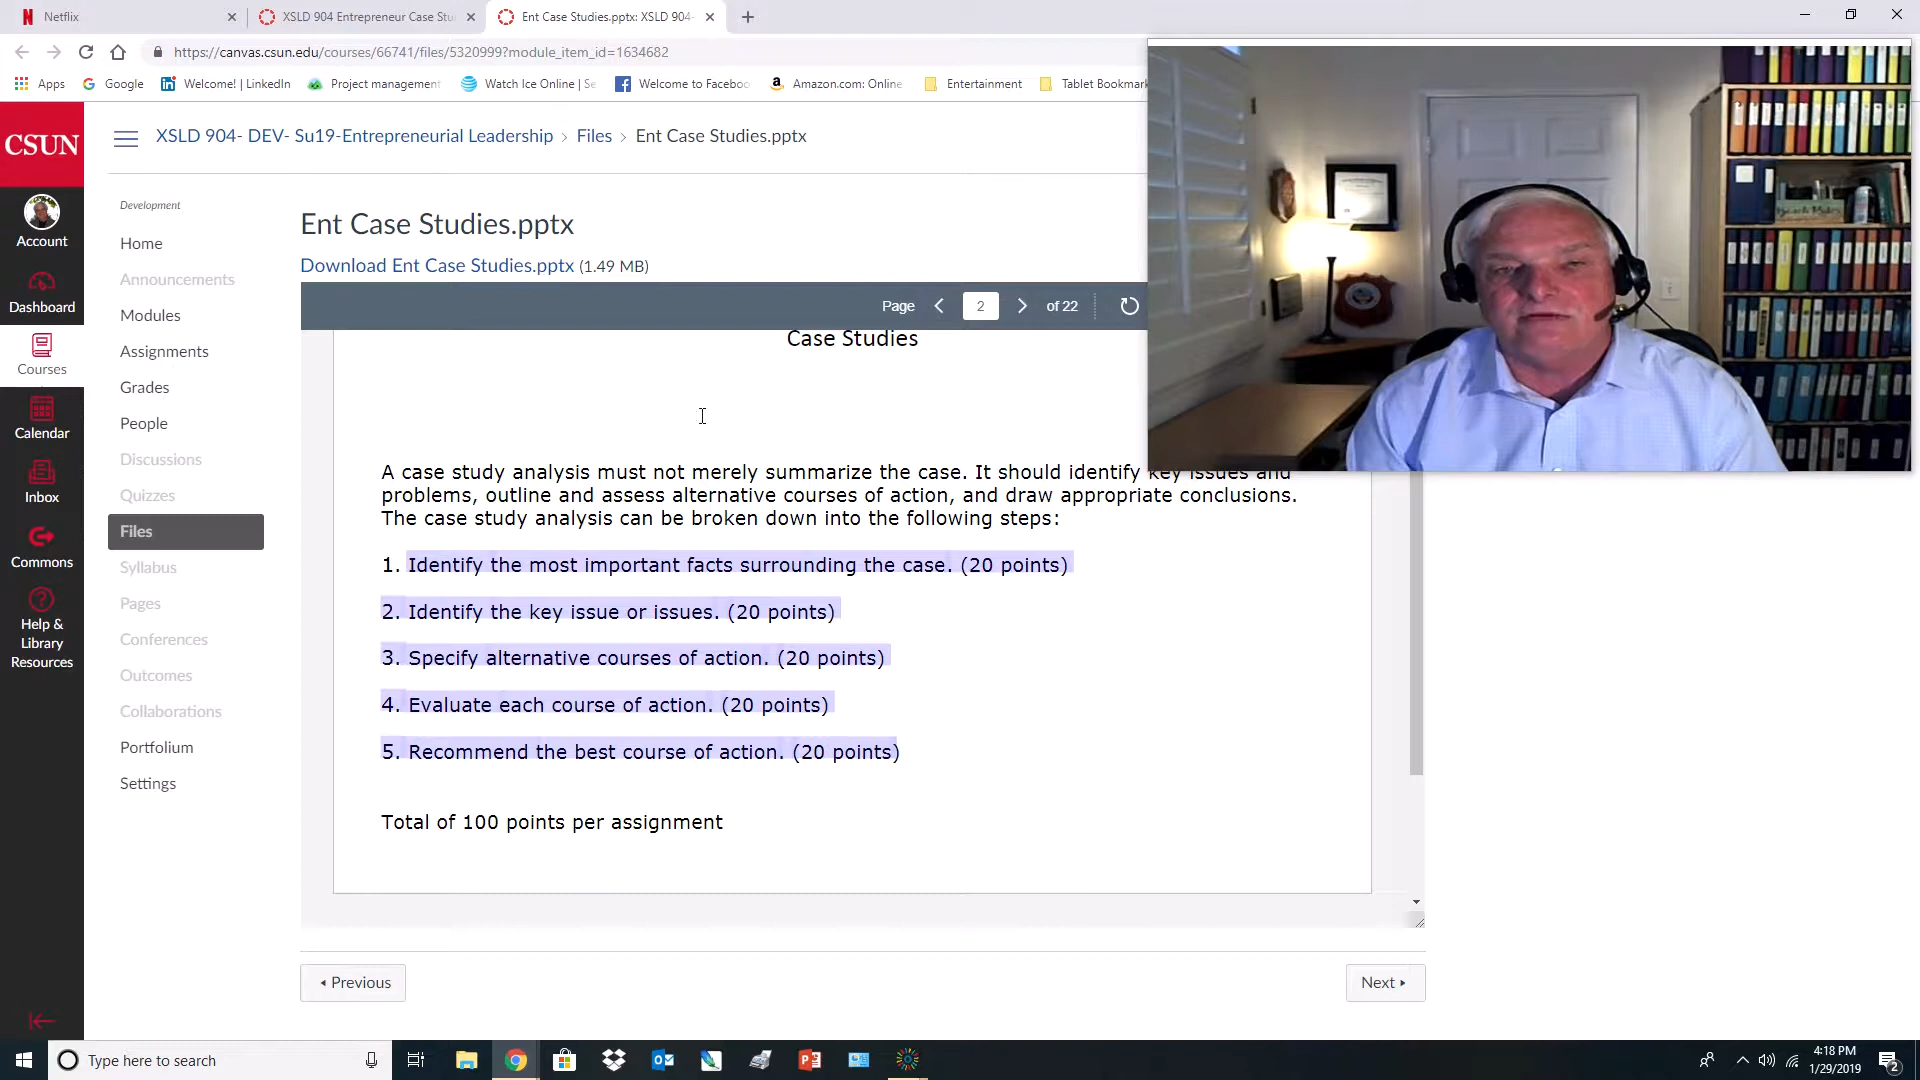 Netflix
XSLD 904 Entrepreneur Case Stu
Ent Case Studies.pptx: XSLD 904-
https://canvas.csun.edu/courses/66741/files/5320999?module_item_id=1634682
Apps
Google
Welcome! | LinkedIn
Project management
Watch Ice Online | Se
Welcome to Faceboo
Amazon.com: Online
Entertainment
Tablet Bookmark
CSUN
XSLD 904- DEV- Su19-Entrepreneurial Leadership > Files > Ent Case Studies.pptx
Account
Dashboard
Courses
Calendar
Inbox
Commons
Help &
Library
Resources
Development
Home
Announcements
Modules
Assignments
Grades
People
Discussions
Quizzes
Files
Syllabus
Pages
Conferences
Outcomes
Collaborations
Portfolio
Settings
Ent Case Studies.pptx
Download Ent Case Studies.pptx (1.49 MB)
Page 2 of 22
Case Studies
A case study analysis must not merely summarize the case. It should identify key issues and
problems, outline and assess alternative courses of action, and draw appropriate conclusions.
The case study analysis can be broken down into the following steps:
1. Identify the most important facts surrounding the case. (20 points)
2. Identify the key issue or issues. (20 points)
3. Specify alternative courses of action. (20 points)
4. Evaluate each course of action. (20 points)
5. Recommend the best course of action. (20 points)
Total of 100 points per assignment
Previous
Next
Type here to search
4:18 PM
1/29/2019
2